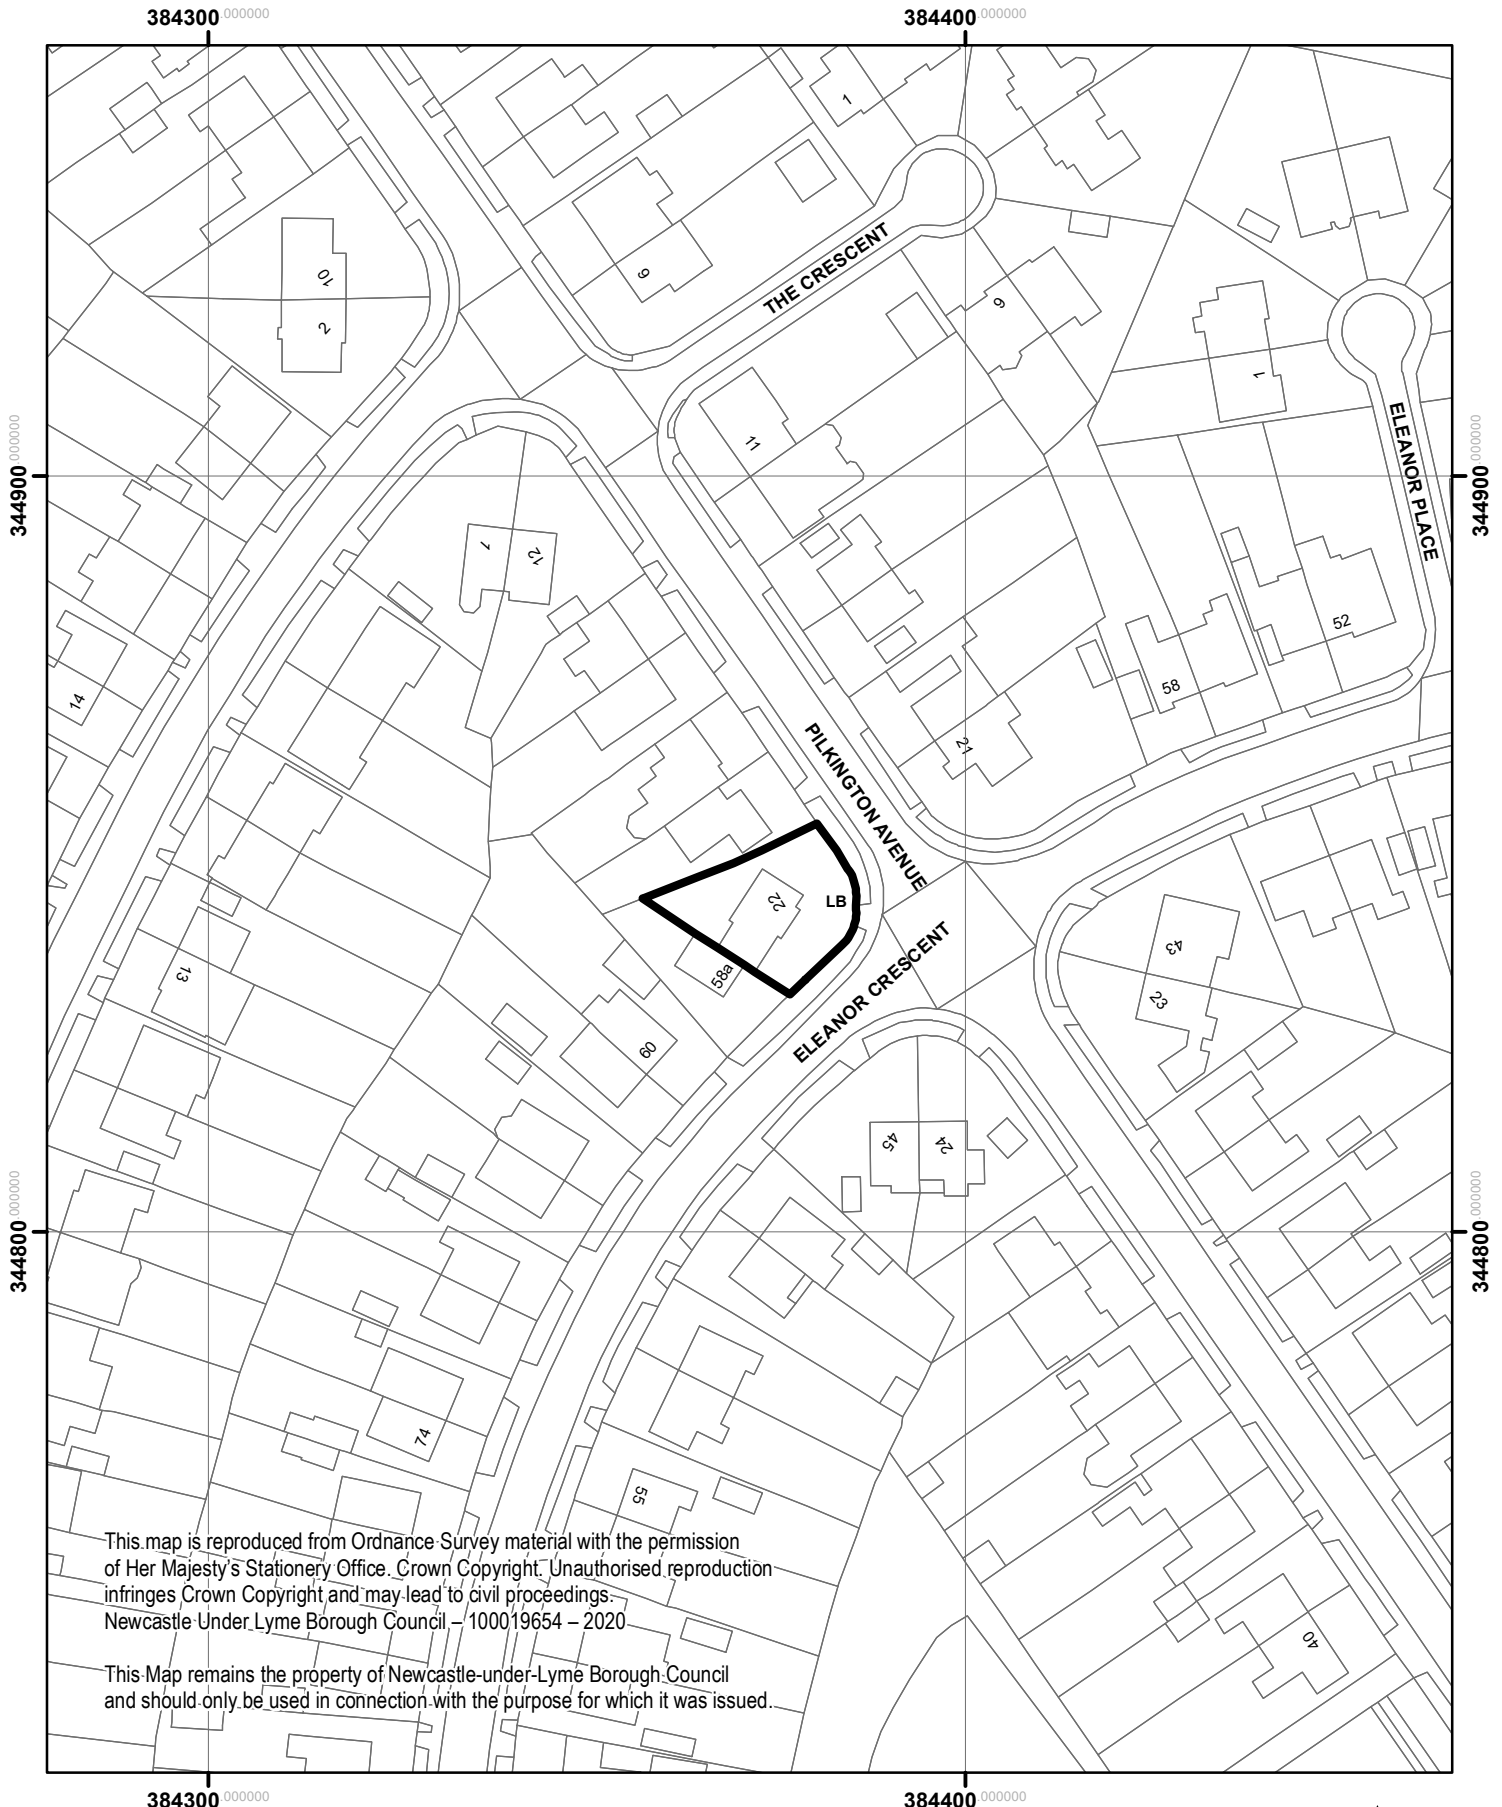 384300.000000
384400.000000
1
THE CRESCENT
9
10
2
9
1
ELEANOR PLACE
11
344900.000000
344900.000000
1
12
52
58
14
21
PILKINGTON AVENUE
22
LB
58a
ELEANOR CRESCENT
43
23
13
60
45
24
344800.000000
344800.000000
74
55
This map is reproduced from Ordnance Survey material with the permission
of Her Majesty's Stationery Office. Crown Copyright. Unauthorised reproduction
infringes Crown Copyright and may lead to civil proceedings.
Newcastle Under Lyme Borough Council – 100019654 – 2020
40
This Map remains the property of Newcastle-under-Lyme Borough Council
and should only be used in connection with the purpose for which it was issued.
384300.000000
384400.000000